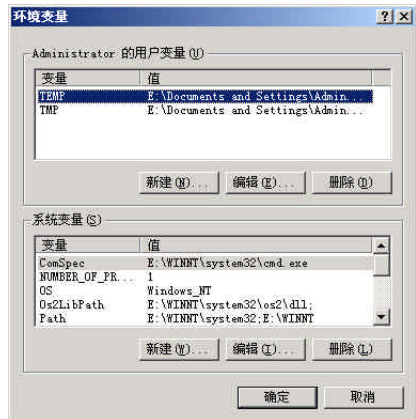 环境变量
Administrator 的用户变量(U)
变量 值
TEMP E:\Documents and Settings\Admin...
TMP E:\Documents and Settings\Admin...
新建(N)... 编辑(E)... 删除(D)
系统变量(S)
变量 值
ComSpec E:\WINNT\system32\cmd.exe
NUMBER_OF_PR... 1
OS Windows_NT
Os2LibPath E:\WINNT\system32\os2\dll;
Path E:\WINNT\system32;E:\WINNT
新建(W)... 编辑(I)... 删除(L)
确定 取消